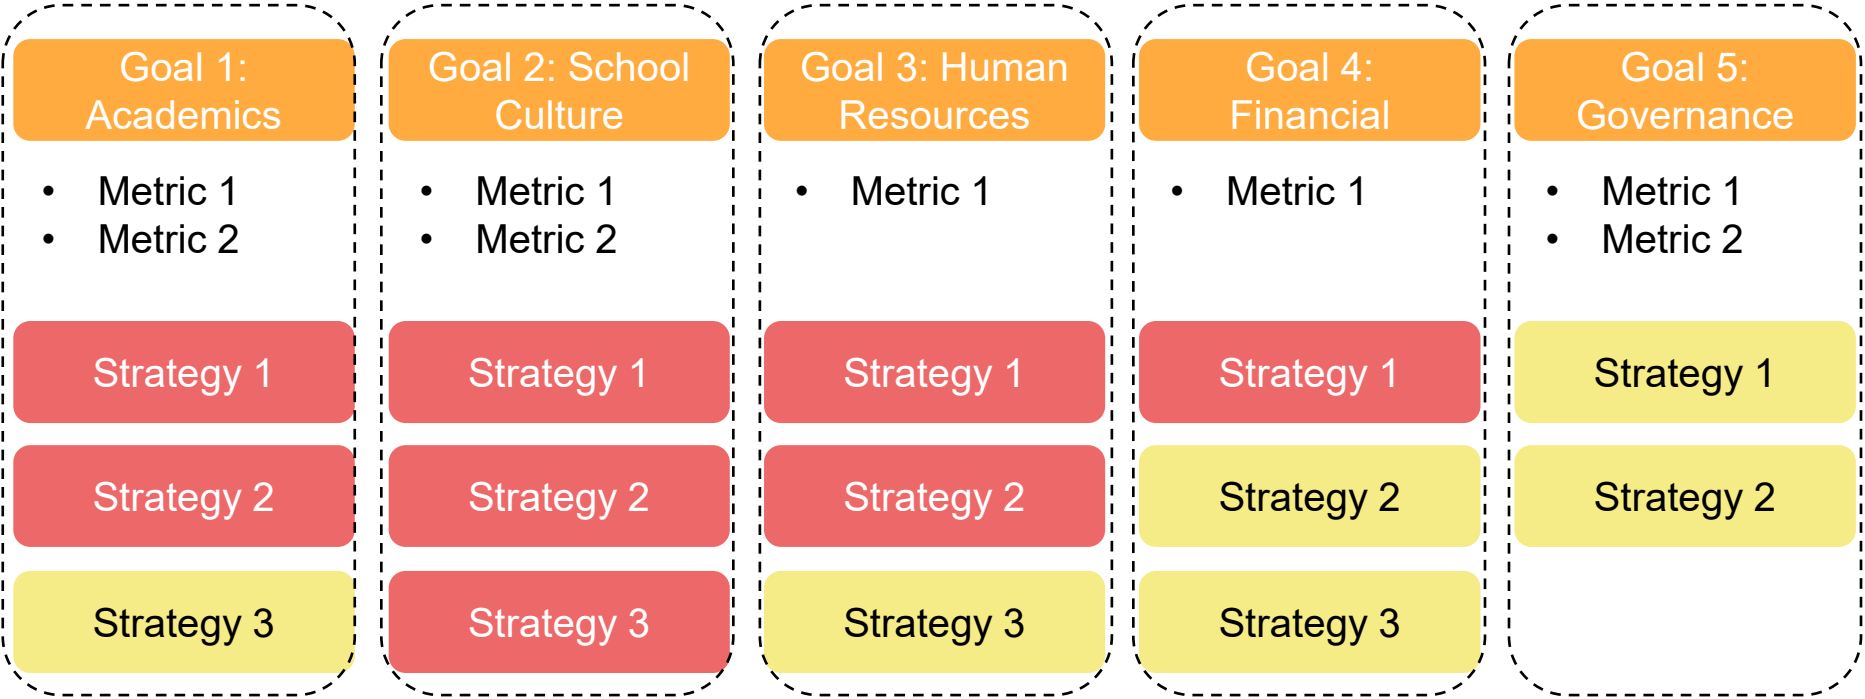 Goal 1:
Academics
• Metric 1
• Metric 2
Strategy 1
Strategy 2
Strategy 3
Goal 2: School
Culture
• Metric 1
• Metric 2
Strategy 1
Strategy 2
Strategy 3
Goal 3: Human
Resources
• Metric 1
Strategy 1
Strategy 2
Strategy 3
Goal 4:
Financial
• Metric 1
Strategy 1
Strategy 2
Strategy 3
Goal 5:
Governance
• Metric 1
• Metric 2
Strategy 1
Strategy 2